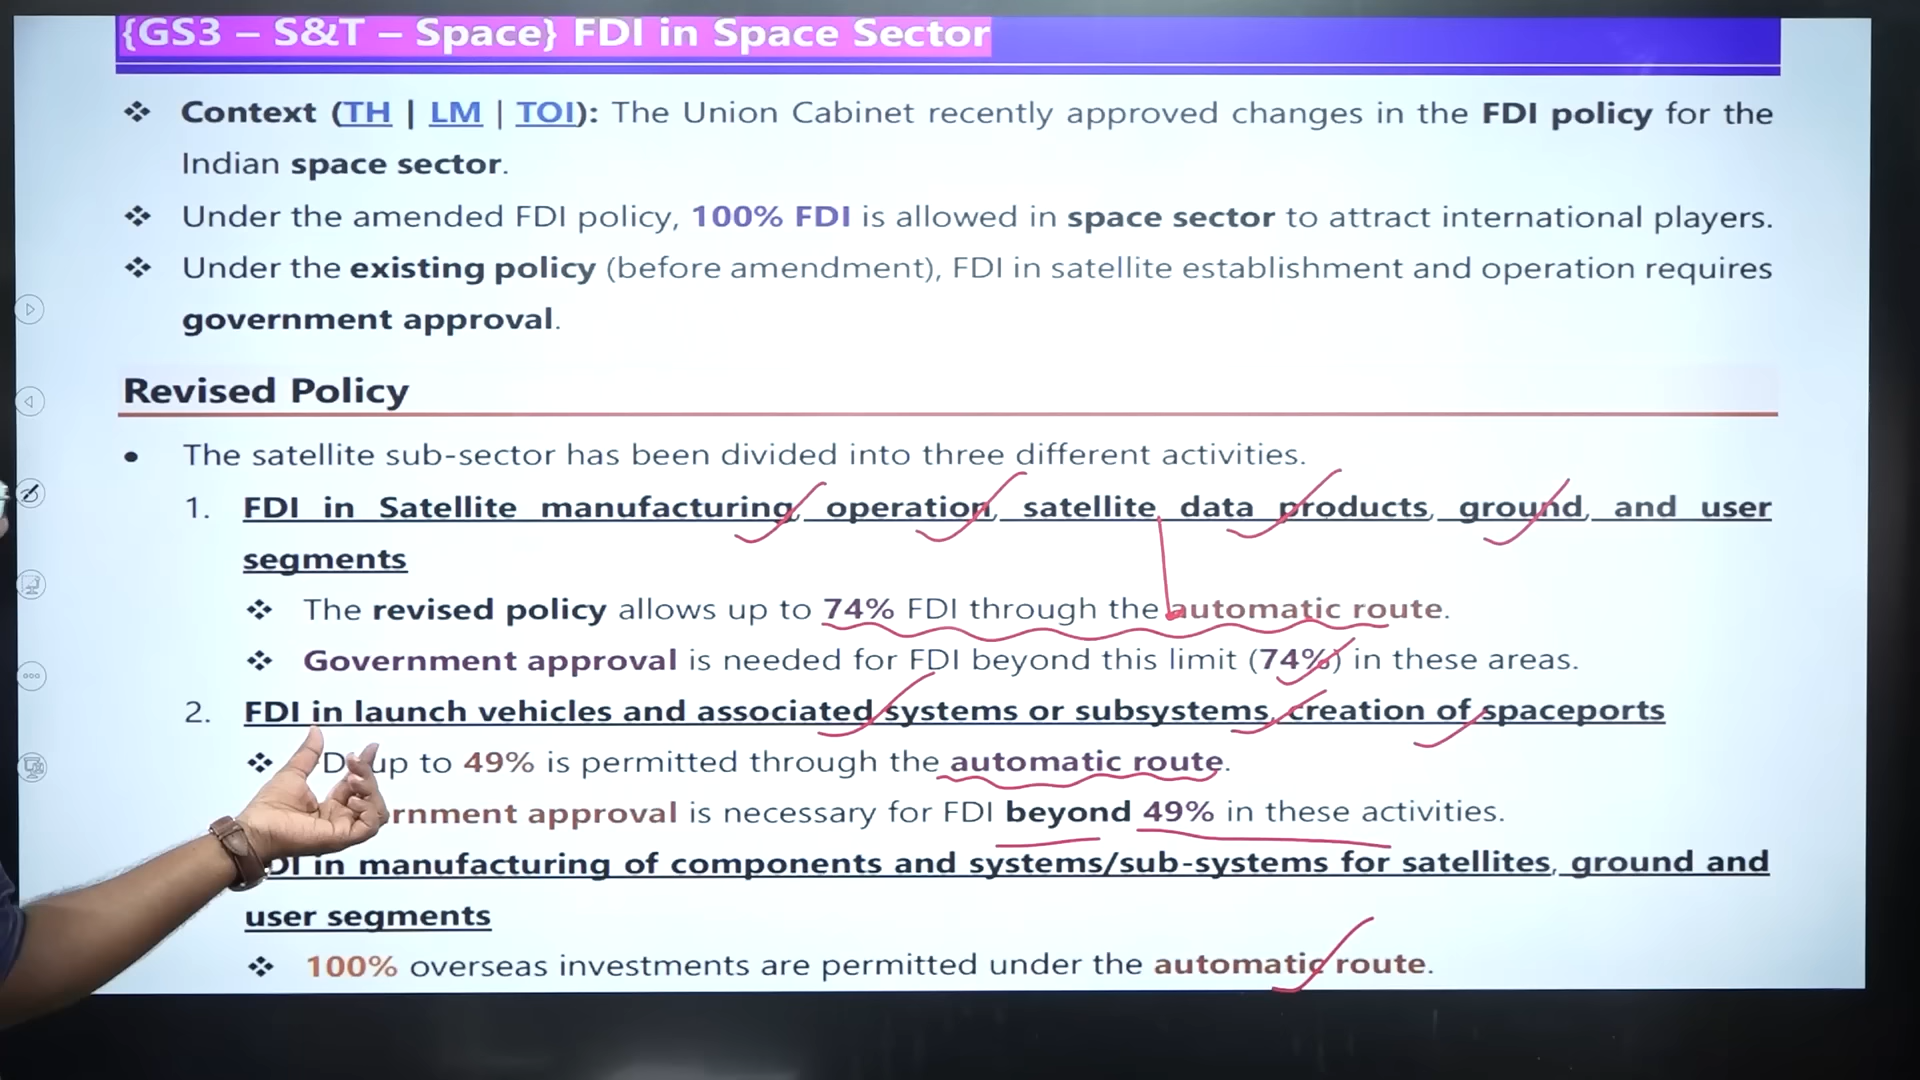 {GS3 – S&T – Space} FDI in Space Sector
Context (TH | LM | TOI): The Union Cabinet recently approved changes in the FDI policy for the
Indian space sector.
Under the amended FDI policy, 100% FDI is allowed in space sector to attract international players.
Under the existing policy (before amendment), FDI in satellite establishment and operation requires
government approval.
Revised Policy
• The satellite sub-sector has been divided into three different activities.
1. FDI in Satellite manufacturing, operation, satellite data products, ground, and user
segments
The revised policy allows up to 74% FDI through the automatic route.
Government approval is needed for FDI beyond this limit (74%) in these areas.
2. FDI in launch vehicles and associated systems or subsystems, creation of spaceports
up to 49% is permitted through the automatic route.
approval is necessary for FDI beyond 49% in these activities.
in manufacturing of components and systems/sub-systems for satellites, ground and
user segments
100% overseas investments are permitted under the automatic route.